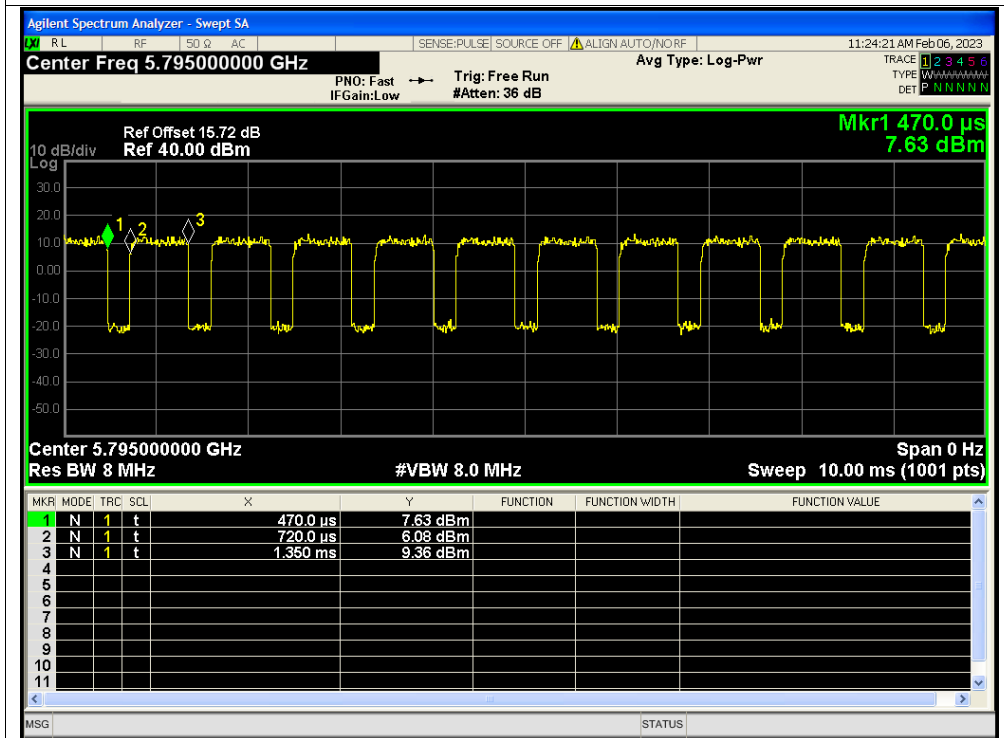 Agilent Spectrum Analyzer - Swept SA
LXI RL RF 50 Ω AC SENSE:PULSE SOURCE OFF ALIGN AUTO/NO RF 11:24:21 AM Feb 06, 2023
Center Freq 5.795000000 GHz Avg Type: Log-Pwr TRACE 1 2 3 4 5 6
PNO: Fast Trig: Free Run TYPE WWWWWW
IFGain:Low #Atten: 36 dB DET P N N N N N
Mkr1 470.0 µs
7.63 dBm
Ref Offset 15.72 dB
10 dB/div Ref 40.00 dBm
Log
30.0
20.0
10.0
0.00
-10.0
-20.0
-30.0
-40.0
-50.0
1 2 3
Center 5.795000000 GHz Span 0 Hz
Res BW 8 MHz #VBW 8.0 MHz Sweep 10.00 ms (1001 pts)
MKR MODE TRC SCL X Y FUNCTION FUNCTION WIDTH FUNCTION VALUE
1 N 1 t 470.0 µs 7.63 dBm
2 N 1 t 720.0 µs 6.08 dBm
3 N 1 t 1.350 ms 9.36 dBm
4
5
6
7
8
9
10
11
MSG STATUS